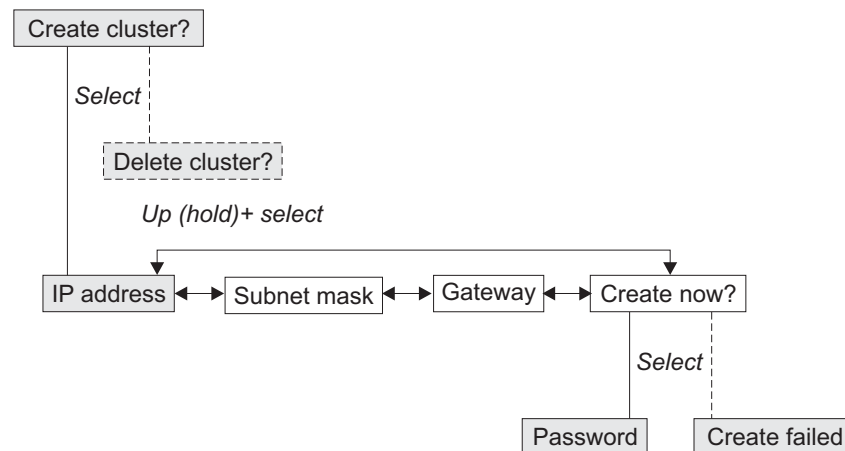 Create cluster?
Select
Delete cluster?
Up (hold)+ select
IP address
Subnet mask
Gateway
Create now?
Select
Password
Create failed